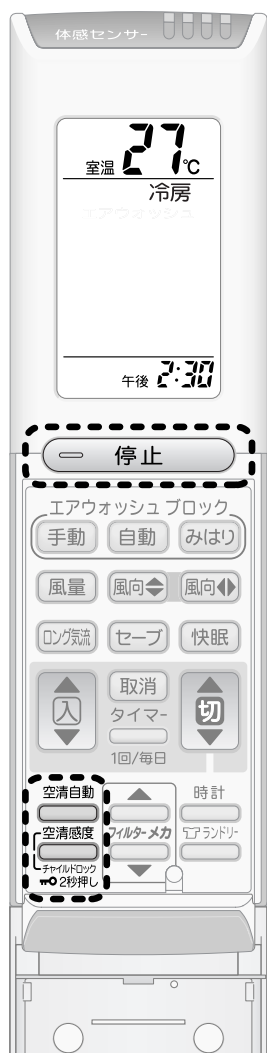 体感センサー
室温 27℃
冷房
エアウォッシュ
午後 2:30
停止
エアウォッシュ ブロック
手動 自動 みはり
風量 風向 風向
ロング気流 セーブ 快眠
入 取消 切
タイマー
1回/毎日
空清自動 時計
空清感度 フィルターメカ ランドリー
チャイルドロック
2秒押し